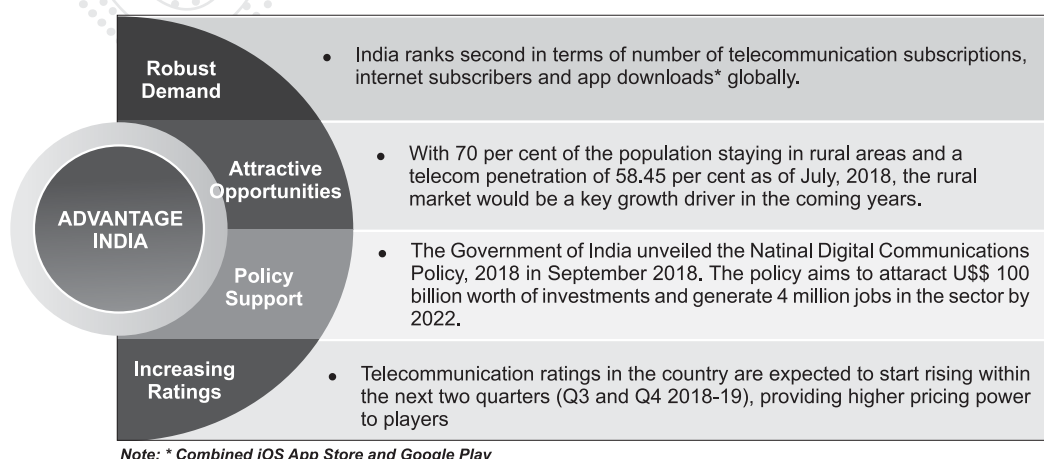 Robust
Demand
● India ranks second in terms of number of telecommunication subscriptions,
internet subscribers and app downloads* globally.
ADVANTAGE
INDIA
Attractive
Opportunities
● With 70 per cent of the population staying in rural areas and a
telecom penetration of 58.45 per cent as of July, 2018, the rural
market would be a key growth driver in the coming years.
Policy
Support
● The Government of India unveiled the Natinal Digital Communications
Policy, 2018 in September 2018. The policy aims to attaract U$$ 100
billion worth of investments and generate 4 million jobs in the sector by
2022.
Increasing
Ratings
● Telecommunication ratings in the country are expected to start rising within
the next two quarters (Q3 and Q4 2018-19), providing higher pricing power
to players
Note: * Combined iOS App Store and Google Play